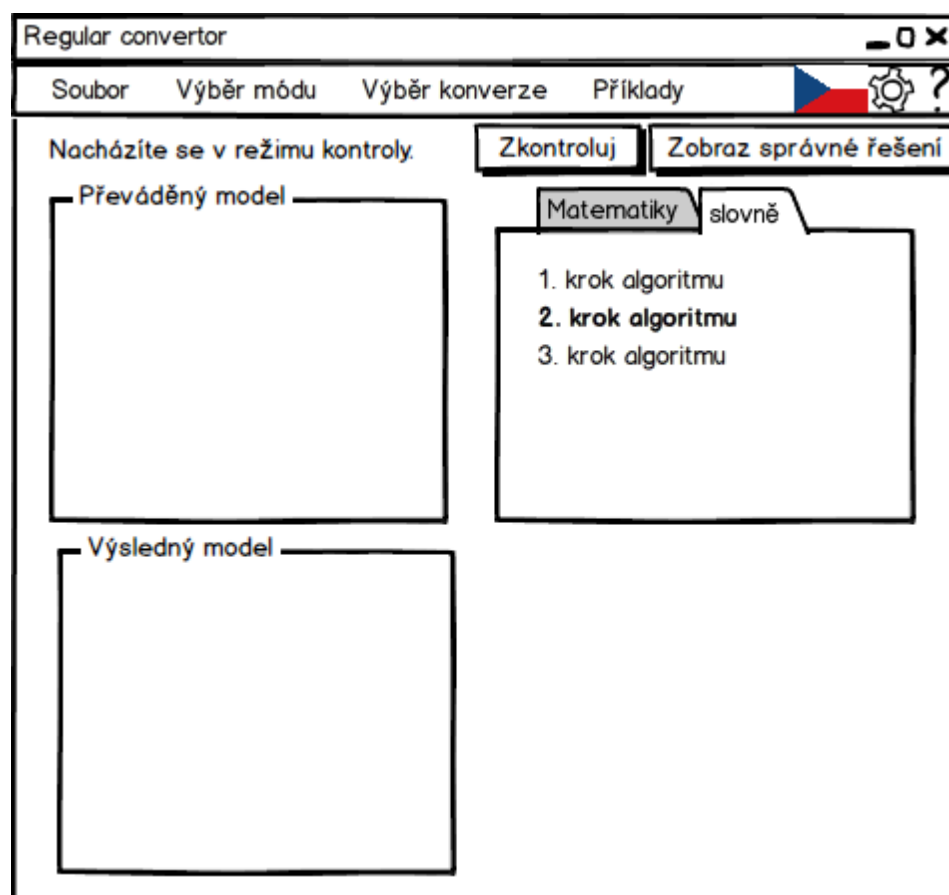 Regular convertor
Soubor Výběr módu Výběr konverze Příklady ?
Nacházíte se v režimu kontroly. Zkontroluj Zobraz správné řešení
Převáděný model
Matematiky slovně
1. krok algoritmu
2. krok algoritmu
3. krok algoritmu
Výsledný model